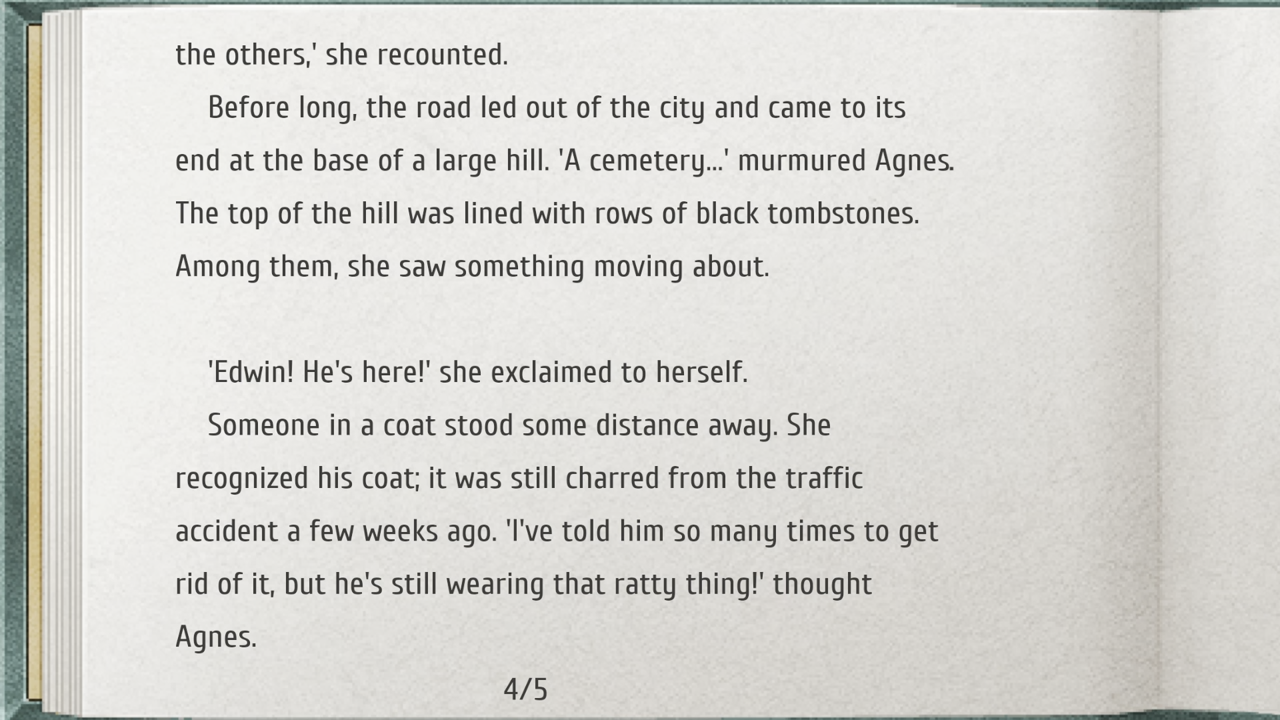 the others,' she recounted.
Before long, the road led out of the city and came to its
end at the base of a large hill. 'A cemetery...' murmured Agnes.
The top of the hill was lined with rows of black tombstones.
Among them, she saw something moving about.
'Edwin! He's here!' she exclaimed to herself.
Someone in a coat stood some distance away. She
recognized his coat; it was still charred from the traffic
accident a few weeks ago. 'I've told him so many times to get
rid of it, but he's still wearing that ratty thing!' thought
Agnes.
4/5